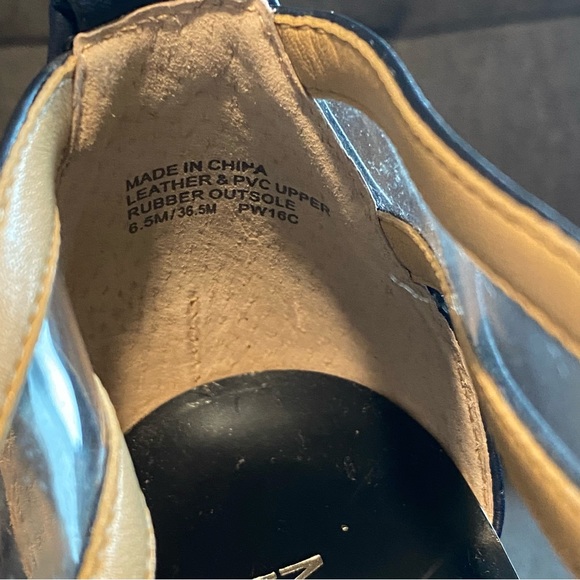 MADE IN CHINA
LEATHER & PVC UPPER
RUBBER OUTSOLE
6.5M/36.5M PW16C